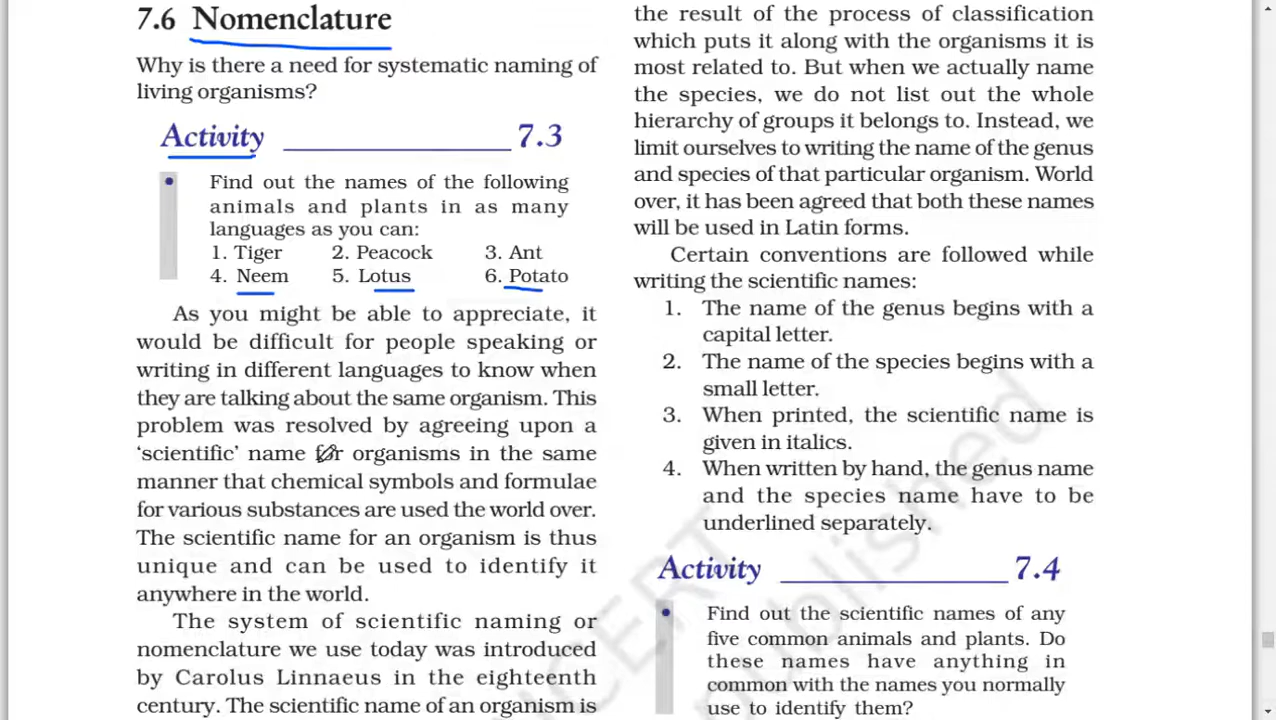 7.6 Nomenclature
Why is there a need for systematic naming of
living organisms?
Activity 7.3
• Find out the names of the following
animals and plants in as many
languages as you can:
1. Tiger 2. Peacock 3. Ant
4. Neem 5. Lotus 6. Potato
As you might be able to appreciate, it
would be difficult for people speaking or
writing in different languages to know when
they are talking about the same organism. This
problem was resolved by agreeing upon a
‘scientific’ name for organisms in the same
manner that chemical symbols and formulae
for various substances are used the world over.
The scientific name for an organism is thus
unique and can be used to identify it
anywhere in the world.
The system of scientific naming or
nomenclature we use today was introduced
by Carolus Linnaeus in the eighteenth
century. The scientific name of an organism is
the result of the process of classification
which puts it along with the organisms it is
most related to. But when we actually name
the species, we do not list out the whole
hierarchy of groups it belongs to. Instead, we
limit ourselves to writing the name of the genus
and species of that particular organism. World
over, it has been agreed that both these names
will be used in Latin forms.
Certain conventions are followed while
writing the scientific names:
1. The name of the genus begins with a
capital letter.
2. The name of the species begins with a
small letter.
3. When printed, the scientific name is
given in italics.
4. When written by hand, the genus name
and the species name have to be
underlined separately.
Activity 7.4
• Find out the scientific names of any
five common animals and plants. Do
these names have anything in
common with the names you normally
use to identify them?